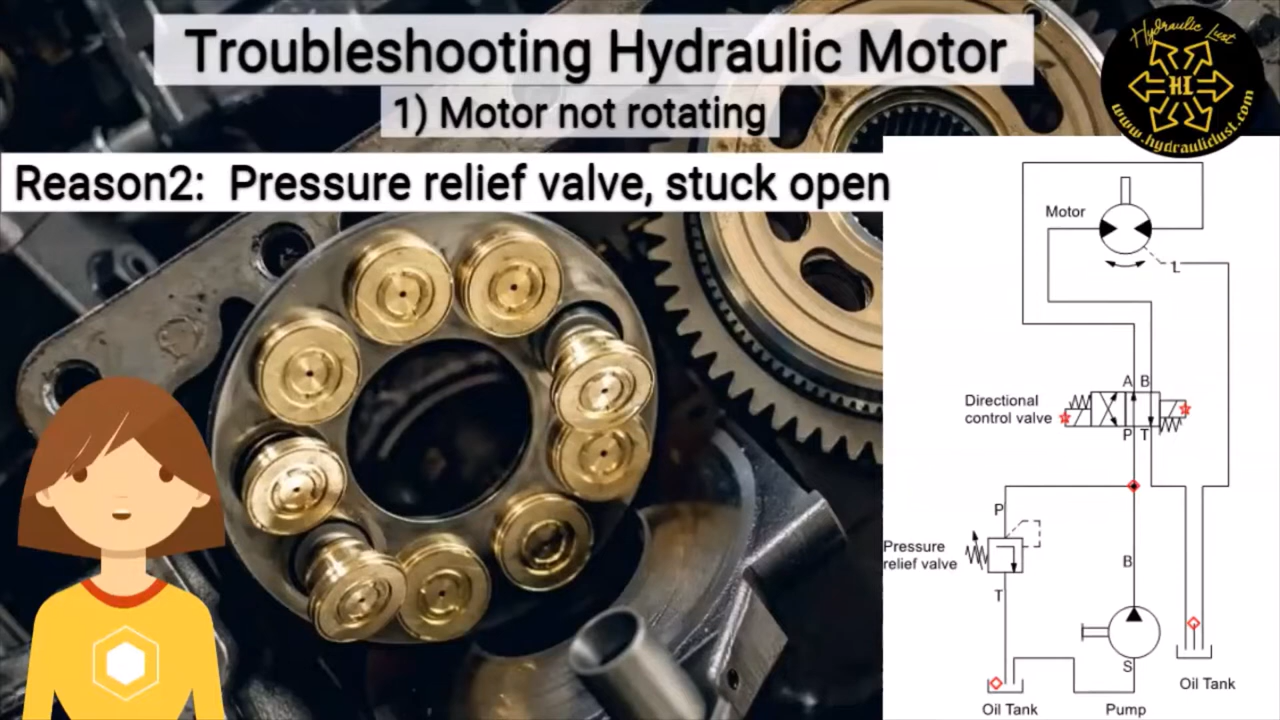 Troubleshooting Hydraulic Motor
1) Motor not rotating
Reason2: Pressure relief valve, stuck open
Hydraulic Lust
HL
www.hydrauliclust.com
Motor
L
A B
Directional
control valve
P T
P
Pressure
relief valve
B
T
S
Oil Tank
Oil Tank
Pump